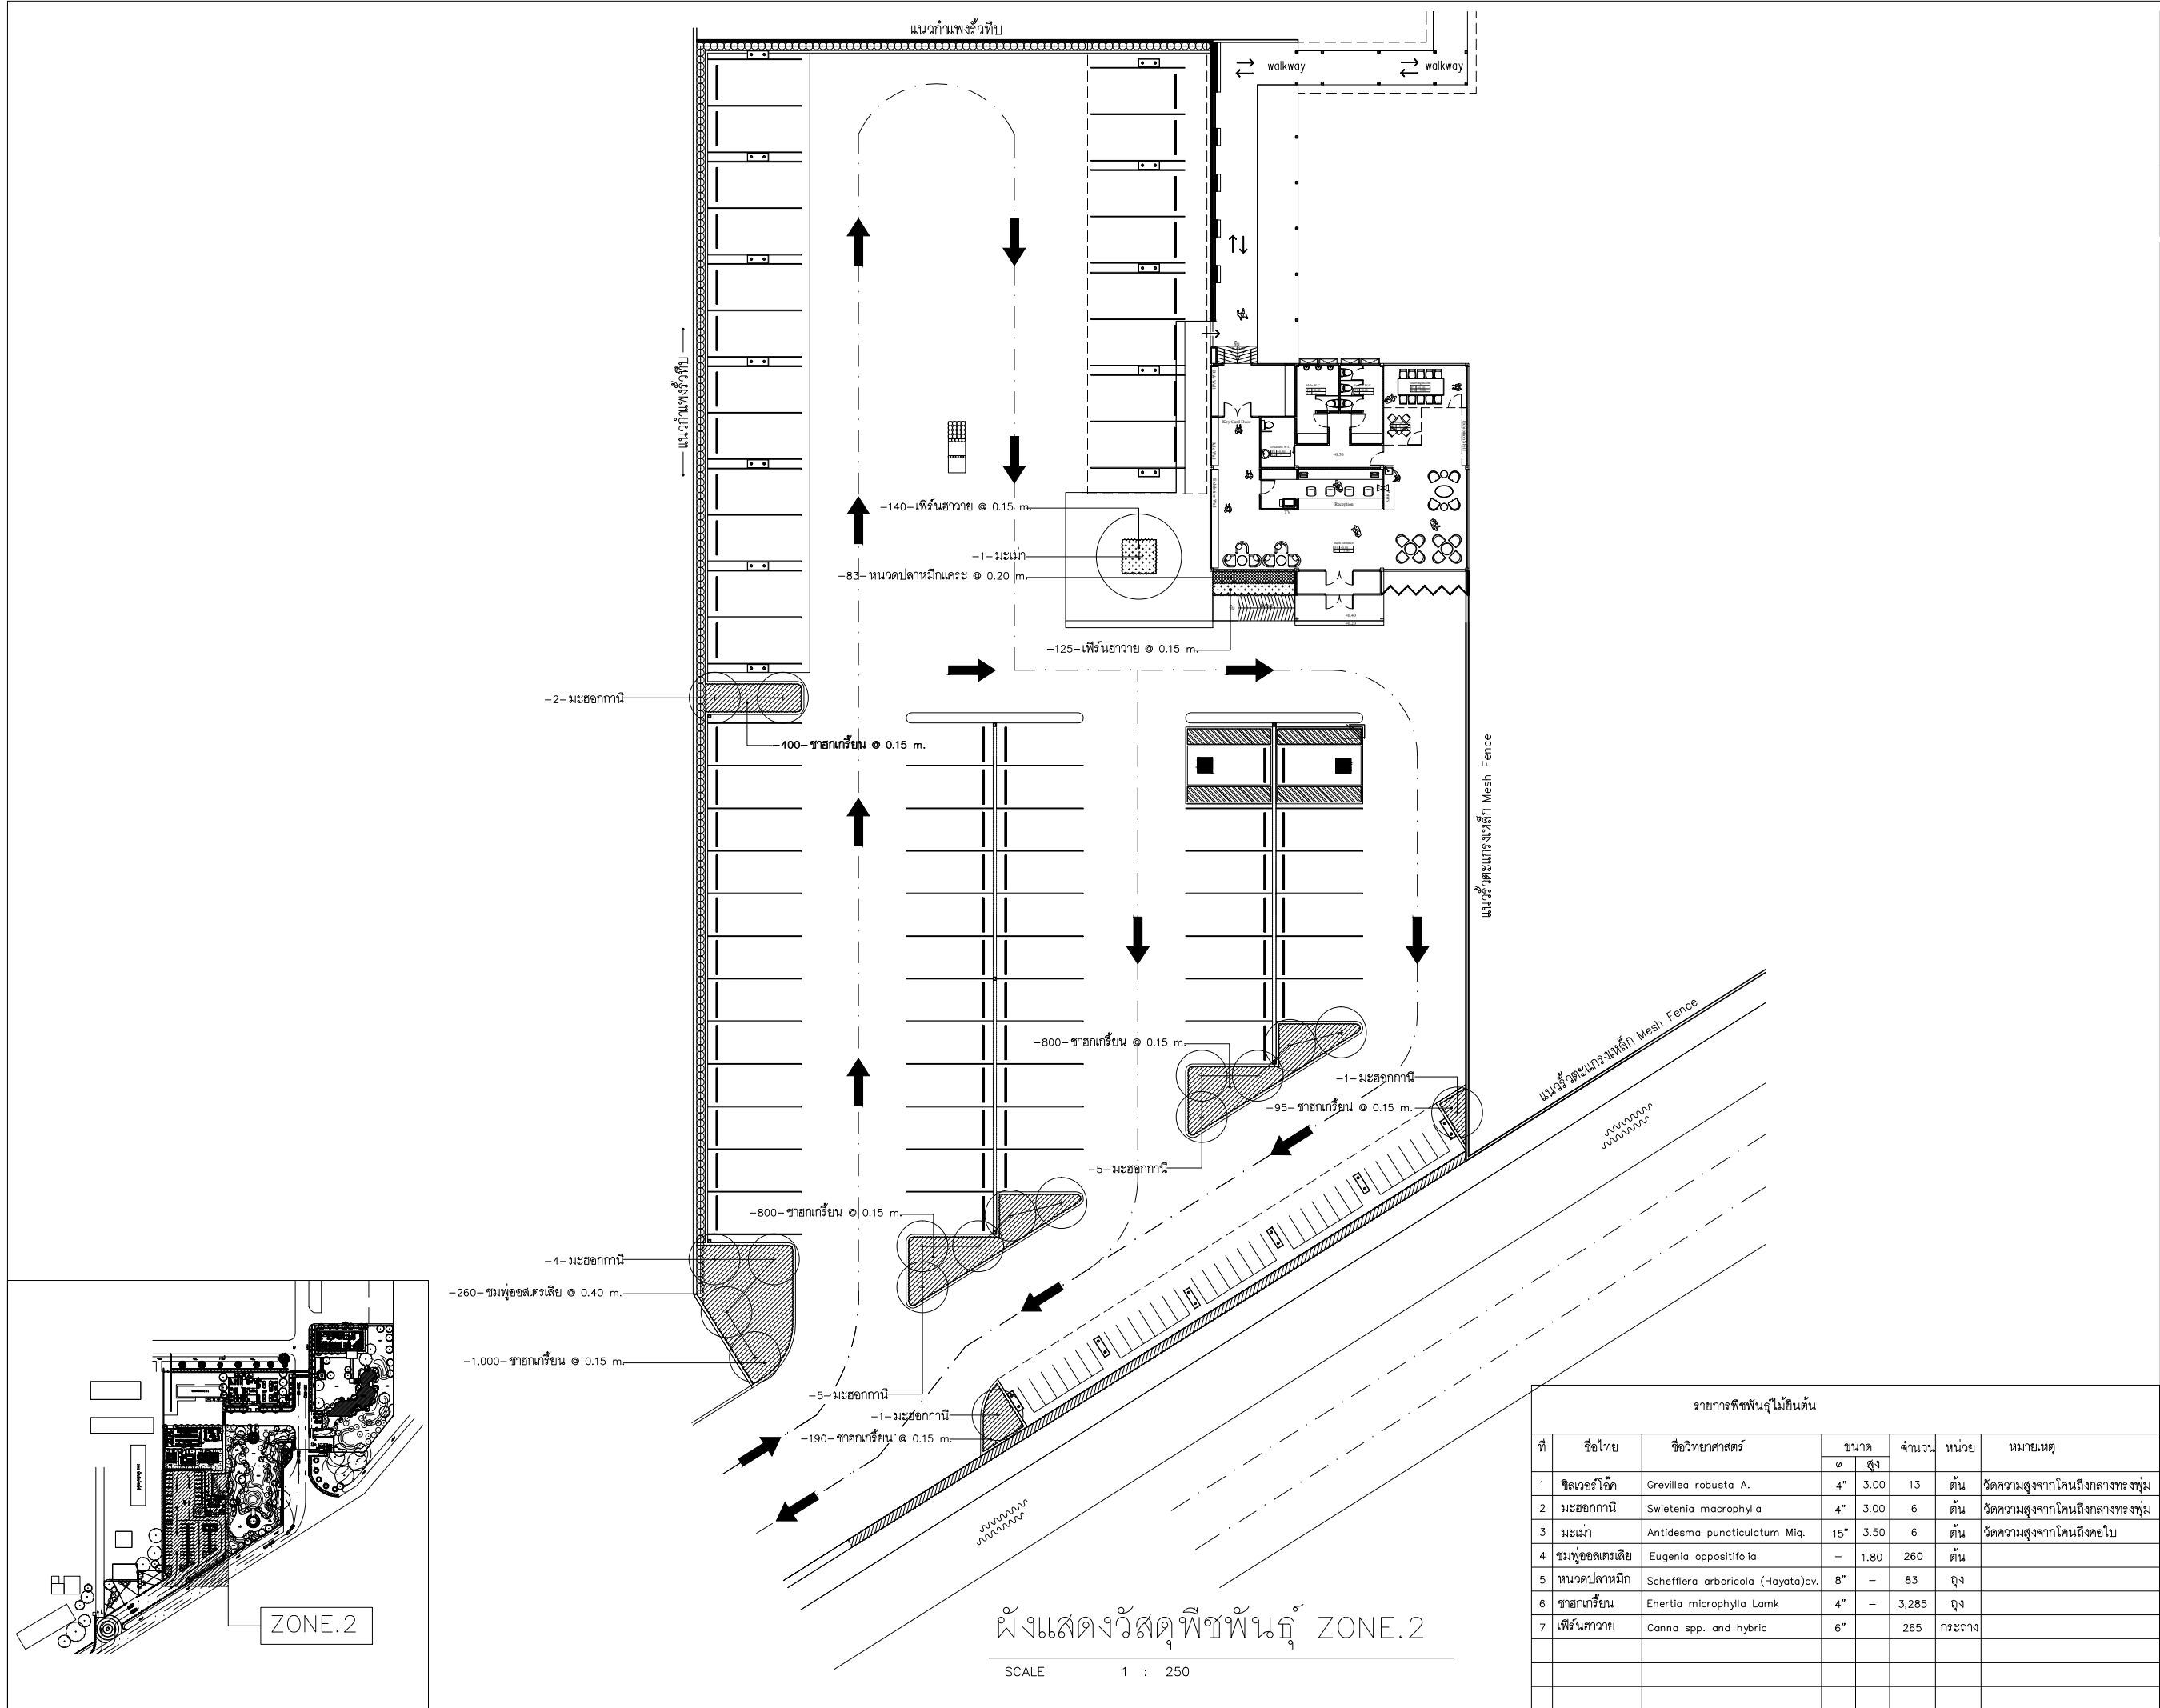 แนวกำแพงรั้วทึบ
walkway
walkway
แนวกำแพงรั้วทึบ
Key Card Door
Reception
-140-เฟิร์นฮาวาย @ 0.15 m.
-1-มะเม่า
-83-หนวดปลาหมึกแคระ @ 0.20 m.
-125-เฟิร์นฮาวาย @ 0.15 m.
-2-มะฮอกกานี
-400-ชาฮกเกรี้ยน @ 0.15 m.
แนวรั้วตะแกรงเหล็ก Mesh Fence
แนวรั้วตะแกรงเหล็ก Mesh Fence
-800-ชาฮกเกรี้ยน @ 0.15 m.
-1-มะฮอกกานี
-95-ชาฮกเกรี้ยน @ 0.15 m.
-5-มะฮอกกานี
-800-ชาฮกเกรี้ยน @ 0.15 m.
-4-มะฮอกกานี
-260-ชมพู่ออสเตรเลีย @ 0.40 m.
-1,000-ชาฮกเกรี้ยน @ 0.15 m.
-5-มะฮอกกานี
-1-มะฮอกกานี
-190-ชาฮกเกรี้ยน @ 0.15 m.
ZONE.2
ผังแสดงวัสดุพืชพันธุ์ ZONE.2
SCALE 1 : 250
รายการพืชพันธุ์ไม้ยืนต้น
ที่ ชื่อไทย ชื่อวิทยาศาสตร์ ขนาด จำนวน หน่วย หมายเหตุ
ø สูง
1 ซิลเวอร์โอ๊ค Grevillea robusta A. 4" 3.00 13 ต้น วัดความสูงจากโคนถึงกลางทรงพุ่ม
2 มะฮอกกานี Swietenia macrophylla 4" 3.00 6 ต้น วัดความสูงจากโคนถึงกลางทรงพุ่ม
3 มะเม่า Antidesma puncticulatum Miq. 15" 3.50 6 ต้น วัดความสูงจากโคนถึงคอใบ
4 ชมพู่ออสเตรเลีย Eugenia oppositifolia – 1.80 260 ต้น
5 หนวดปลาหมึก Schefflera arboricola (Hayata)cv. 8" – 83 ถุง
6 ชาฮกเกรี้ยน Ehertia microphylla Lamk 4" – 3,285 ถุง
7 เฟิร์นฮาวาย Canna spp. and hybrid 6" 265 กระถาง